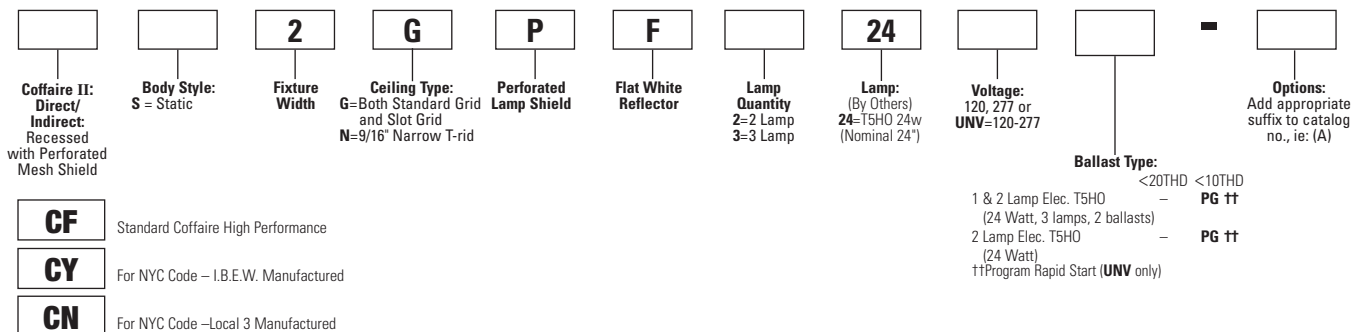 2
G
P
F
24
-
Coffaire II:
Direct/
Indirect:
Recessed
with Perforated
Mesh Shield
Body Style:
S = Static
Fixture
Width
Ceiling Type:
G=Both Standard Grid
and Slot Grid
N=9/16" Narrow T-rid
Perforated
Lamp Shield
Flat White
Reflector
Lamp
Quantity
2=2 Lamp
3=3 Lamp
Lamp:
(By Others)
24=T5HO 24w
(Nominal 24")
Voltage:
120, 277 or
UNV=120-277
Options:
Add appropriate
suffix to catalog
no., ie: (A)
Ballast Type:
<20THD <10THD
1 & 2 Lamp Elec. T5HO – PG ††
(24 Watt, 3 lamps, 2 ballasts)
2 Lamp Elec. T5HO – PG ††
(24 Watt)
††Program Rapid Start (UNV only)
CF Standard Coffaire High Performance
CY For NYC Code – I.B.E.W. Manufactured
CN For NYC Code –Local 3 Manufactured